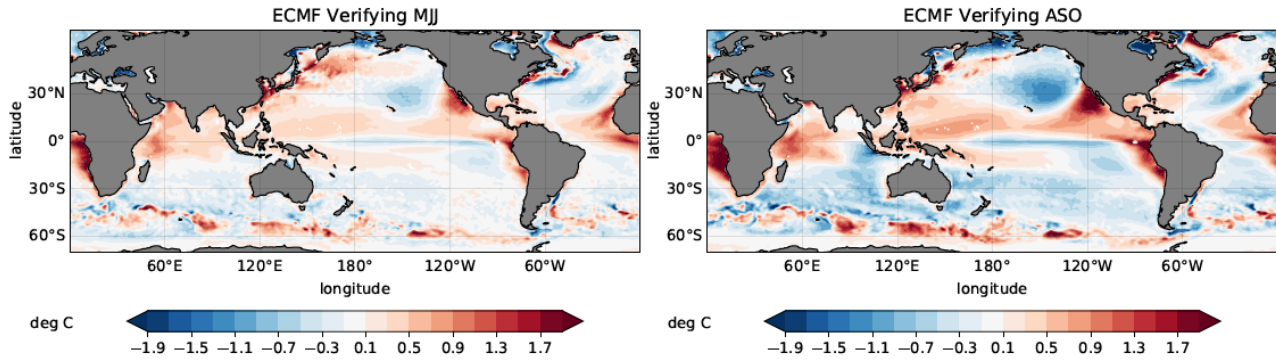 ECMF Verifying MJJ
30°N
0°
30°S
60°S
latitude
60°E 120°E 180° 120°W 60°W
longitude
deg C
−1.9 −1.5 −1.1 −0.7 −0.3 0.1 0.5 0.9 1.3 1.7
ECMF Verifying ASO
30°N
0°
30°S
60°S
latitude
60°E 120°E 180° 120°W 60°W
longitude
deg C
−1.9 −1.5 −1.1 −0.7 −0.3 0.1 0.5 0.9 1.3 1.7